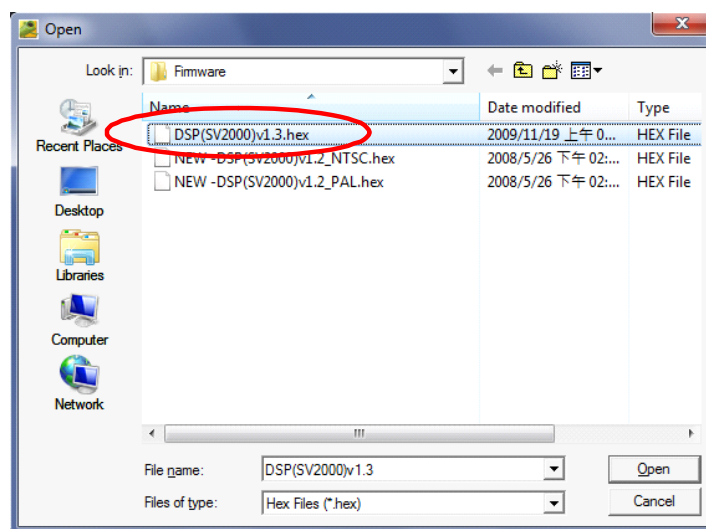 Open
Look in: Firmware
Name Date modified Type
DSP(SV2000)v1.3.hex 2009/11/19 上午 0... HEX File
NEW -DSP(SV2000)v1.2_NTSC.hex 2008/5/26 下午 02:... HEX File
NEW -DSP(SV2000)v1.2_PAL.hex 2008/5/26 下午 02:... HEX File
Recent Places
Desktop
Libraries
Computer
Network
File name: DSP(SV2000)v1.3 Open
Files of type: Hex Files (*.hex) Cancel